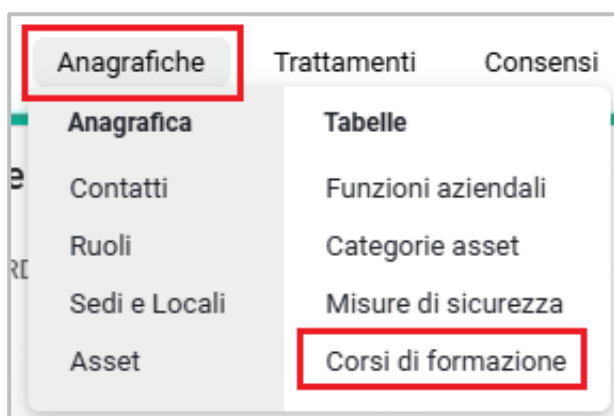 Anagrafiche Trattamenti Consensi
Anagrafica
Contatti
Ruoli
Sedi e Locali
Asset
Tabelle
Funzioni aziendali
Categorie asset
Misure di sicurezza
Corsi di formazione